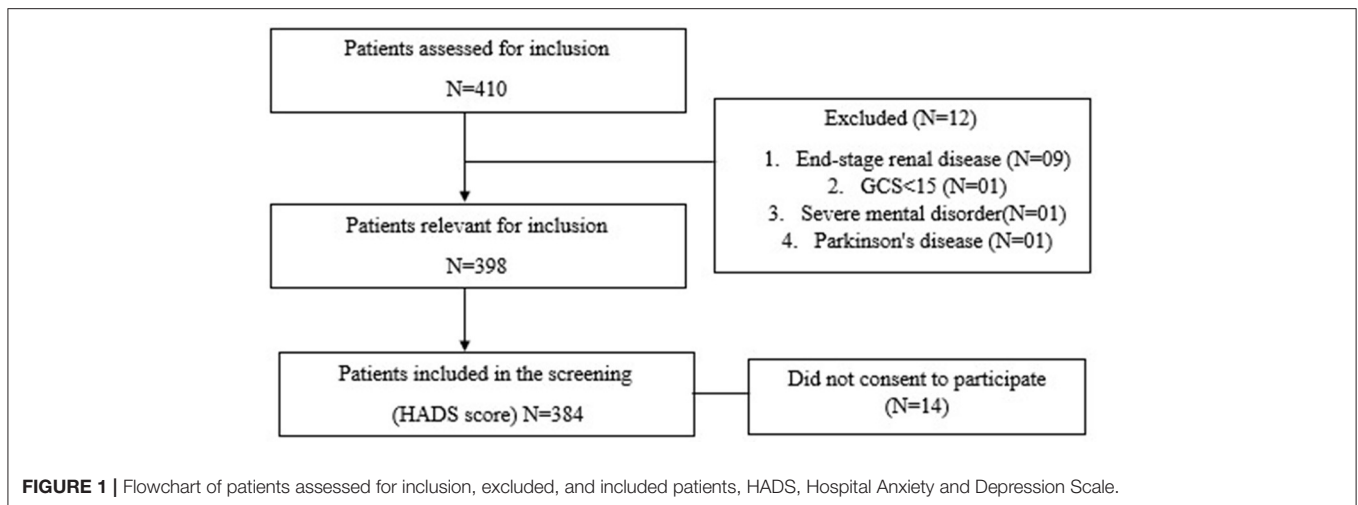 Patients assessed for inclusion
N=410
Excluded (N=12)
1. End-stage renal disease (N=09)
2. GCS<15 (N=01)
3. Severe mental disorder(N=01)
4. Parkinson's disease (N=01)
Patients relevant for inclusion
N=398
Patients included in the screening
(HADS score) N=384
Did not consent to participate
(N=14)
FIGURE 1 | Flowchart of patients assessed for inclusion, excluded, and included patients, HADS, Hospital Anxiety and Depression Scale.